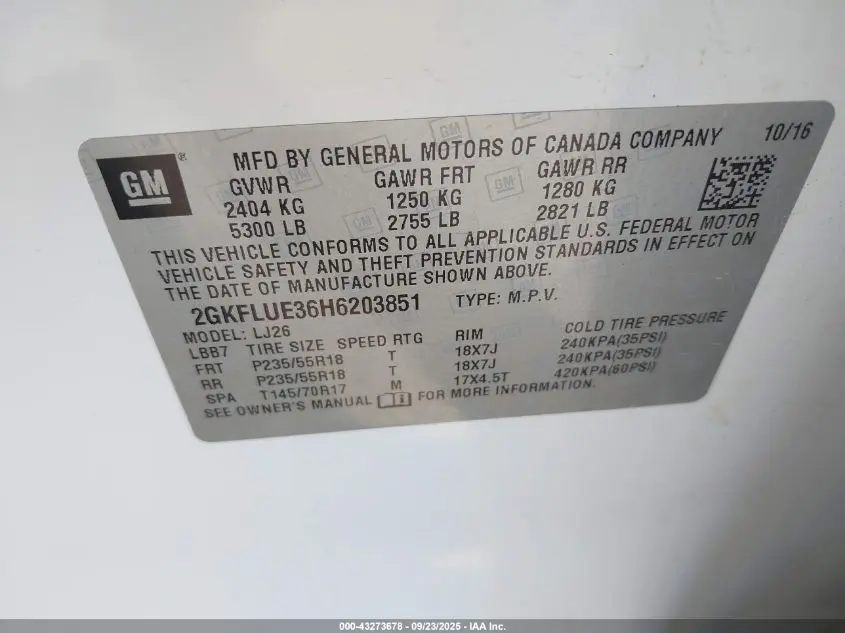 GM
®
MFD BY GENERAL MOTORS OF CANADA COMPANY
10/16
GVWR GAWR FRT GAWR RR
2404 KG 1250 KG 1280 KG
5300 LB 2755 LB 2821 LB
THIS VEHICLE CONFORMS TO ALL APPLICABLE U.S. FEDERAL MOTOR
VEHICLE SAFETY AND THEFT PREVENTION STANDARDS IN EFFECT ON
THE DATE OF MANUFACTURE SHOWN ABOVE.
2GKFLUE36H6203851 TYPE: M.P.V.
MODEL: LJ26
LBB7 TIRE SIZE SPEED RTG RIM COLD TIRE PRESSURE
FRT P235/55R18 T 18X7J 240KPA(35PSI)
RR P235/55R18 T 18X7J 240KPA(35PSI)
SPA T145/70R17 M 17X4.5T 420KPA(60PSI)
SEE OWNER'S MANUAL FOR MORE INFORMATION.
000-43273678 - 09/23/2025 - IAA Inc.